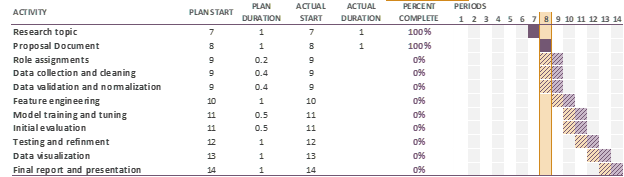 ACTIVITY PLAN START PLAN DURATION ACTUAL START ACTUAL DURATION PERCENT COMPLETE PERIODS
1 2 3 4 5 6 7 8 9 10 11 12 13 14
Research topic 7 1 7 1 100%
Proposal Document 8 1 8 1 100%
Role assignments 9 0.2 9 0%
Data collection and cleaning 9 0.4 9 0%
Data validation and normalization 9 0.4 9 0%
Feature engineering 10 1 10 0%
Model training and tuning 11 0.5 11 0%
Initial evaluation 11 0.5 11 0%
Testing and refinment 12 1 12 0%
Data visualization 13 1 13 0%
Final report and presentation 14 1 14 0%